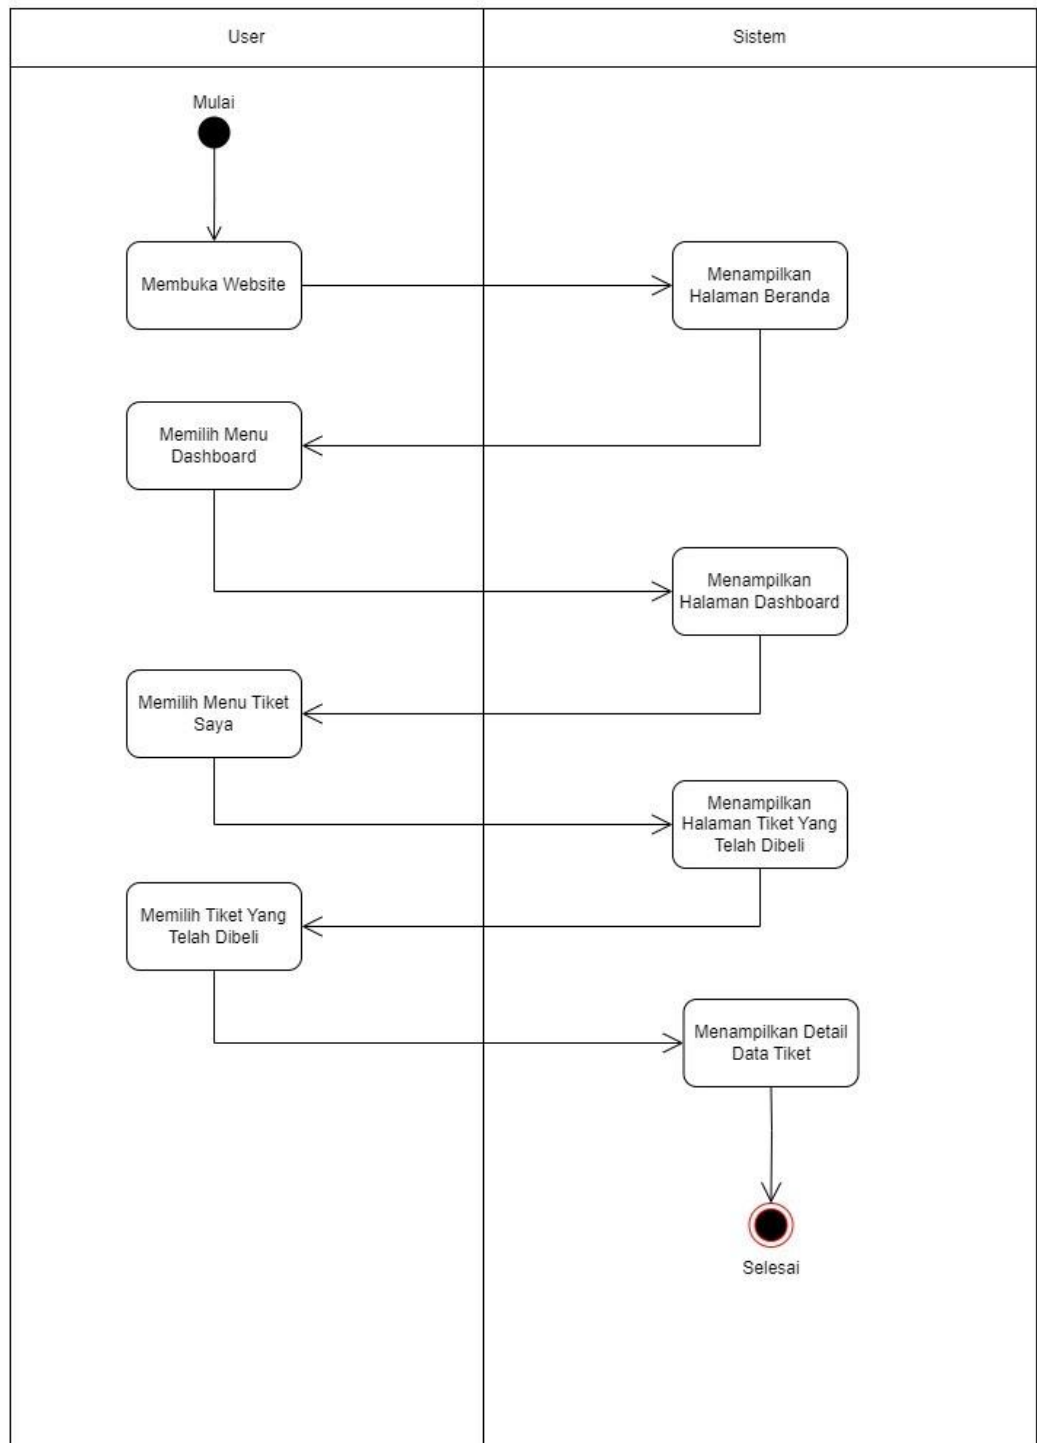 User
Sistem
Mulai
Membuka Website
Menampilkan
Halaman Beranda
Memilih Menu
Dashboard
Menampilkan
Halaman Dashboard
Memilih Menu Tiket
Saya
Menampilkan
Halaman Tiket Yang
Telah Dibeli
Memilih Tiket Yang
Telah Dibeli
Menampilkan Detail
Data Tiket
Selesai